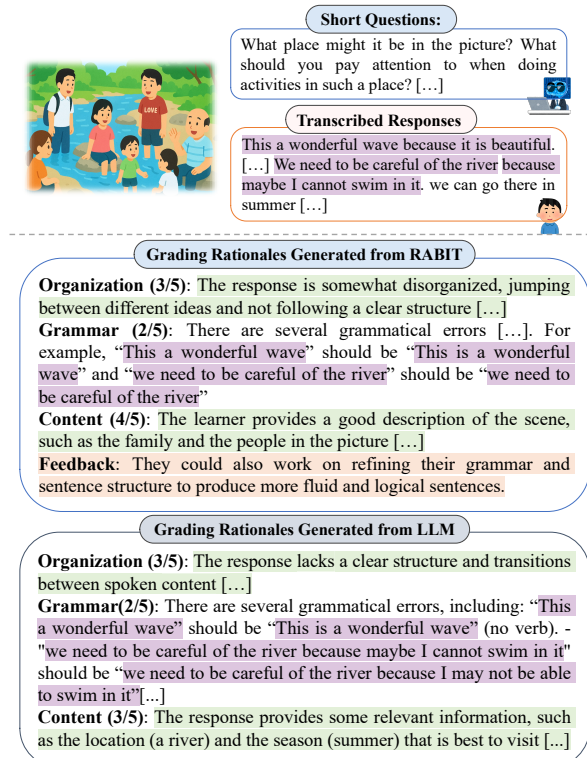 Short Questions:
What place might it be in the picture? What
should you pay attention to when doing
activities in such a place? […]
Transcribed Responses
This a wonderful wave because it is beautiful.
[…] We need to be careful of the river because
maybe I cannot swim in it. we can go there in
summer […]
LOVE
Grading Rationales Generated from RABIT
Organization (3/5): The response is somewhat disorganized, jumping
between different ideas and not following a clear structure […]
Grammar (2/5): There are several grammatical errors […]. For
example, “This a wonderful wave” should be “This is a wonderful
wave” and “we need to be careful of the river” should be “we need to
be careful of the river”
Content (4/5): The learner provides a good description of the scene,
such as the family and the people in the picture […]
Feedback: They could also work on refining their grammar and
sentence structure to produce more fluid and logical sentences.
Grading Rationales Generated from LLM
Organization (3/5): The response lacks a clear structure and transitions
between spoken content […]
Grammar(2/5): There are several grammatical errors, including: “This
a wonderful wave” should be “This is a wonderful wave” (no verb). -
"we need to be careful of the river because maybe I cannot swim in it"
should be “we need to be careful of the river because I may not be able
to swim in it”[...]
Content (3/5): The response provides some relevant information, such
as the location (a river) and the season (summer) that is best to visit [...]